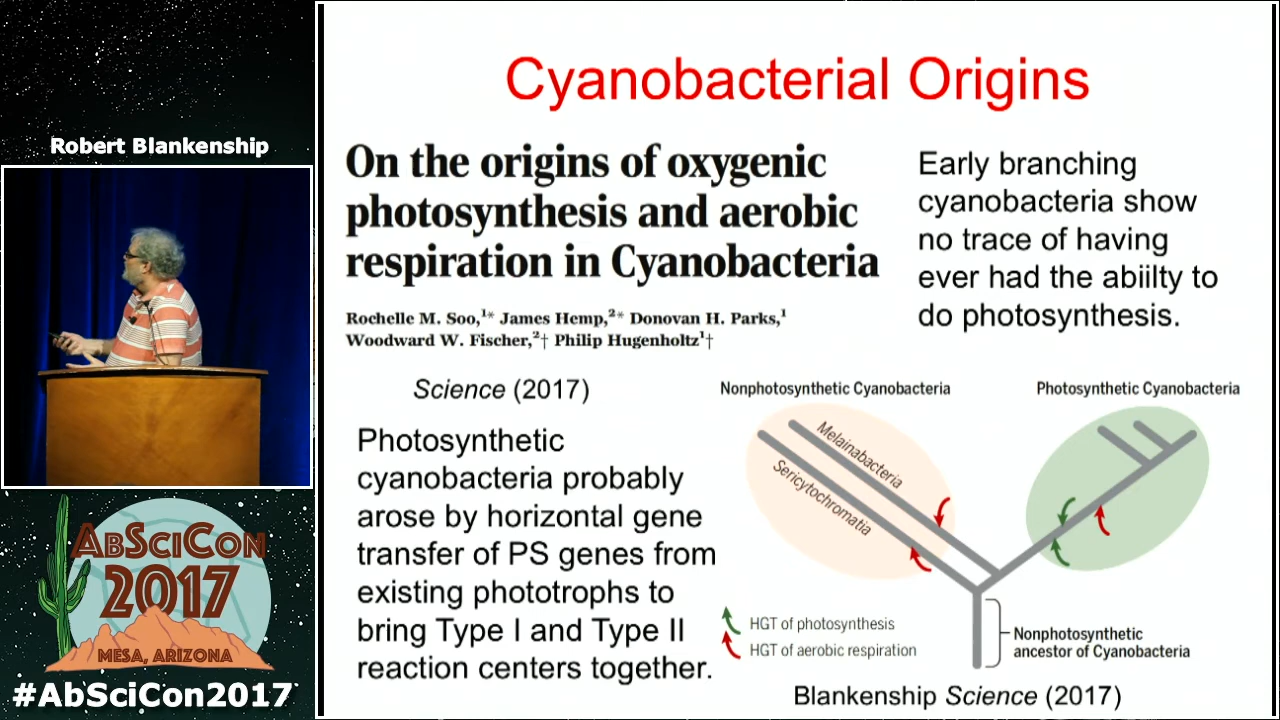 Robert Blankenship
ABSCICON
2017
MESA, ARIZONA
#AbSciCon2017
Cyanobacterial Origins
On the origins of oxygenic
photosynthesis and aerobic
respiration in Cyanobacteria
Rochelle M. Soo,¹* James Hemp,²* Donovan H. Parks,¹
Woodward W. Fischer,²† Philip Hugenholtz¹†
Science (2017)
Early branching
cyanobacteria show
no trace of having
ever had the abiilty to
do photosynthesis.
Photosynthetic
cyanobacteria probably
arose by horizontal gene
transfer of PS genes from
existing phototrophs to
bring Type I and Type II
reaction centers together.
Nonphotosynthetic Cyanobacteria
Photosynthetic Cyanobacteria
Melainabacteria
Sericytochromatia
HGT of photosynthesis
HGT of aerobic respiration
Nonphotosynthetic
ancestor of Cyanobacteria
Blankenship Science (2017)